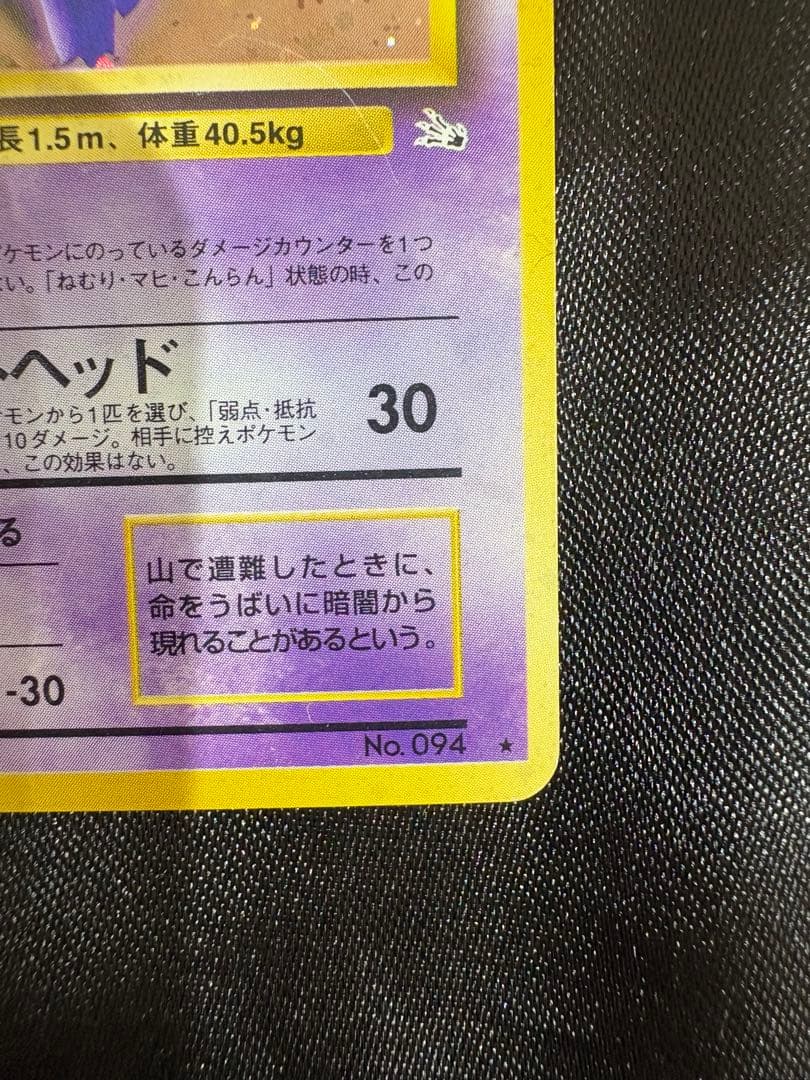 長1.5m、体重40.5kg
ケモンにのっているダメージカウンターを1つ
い。「ねむり・マヒ・こんらん」状態の時、この
ヘッド
30
モンから1匹を選び、「弱点・抵抗
10ダメージ。相手に控えポケモン
、この効果はない。
る
山で遭難したときに、
命をうばいに暗闇から
現れることがあるという。
-30
No. 094 ★